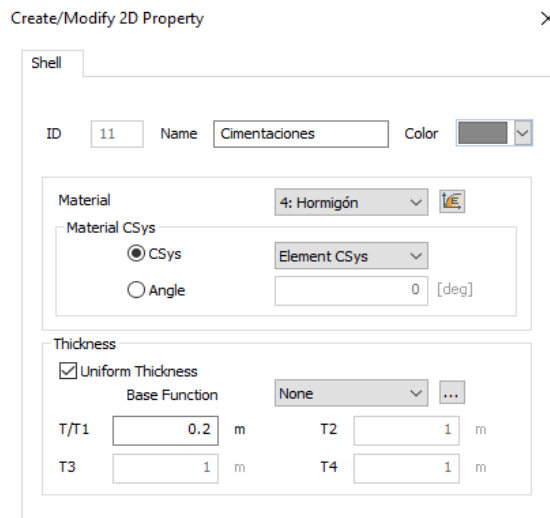 Create/Modify 2D Property
Shell
ID 11 Name Cimentaciones Color
Material 4: Hormigón
Material CSys
CSys Element CSys
Angle 0 [deg]
Thickness
Uniform Thickness
Base Function None ...
T/T1 0.2 m T2 1 m
T3 1 m T4 1 m